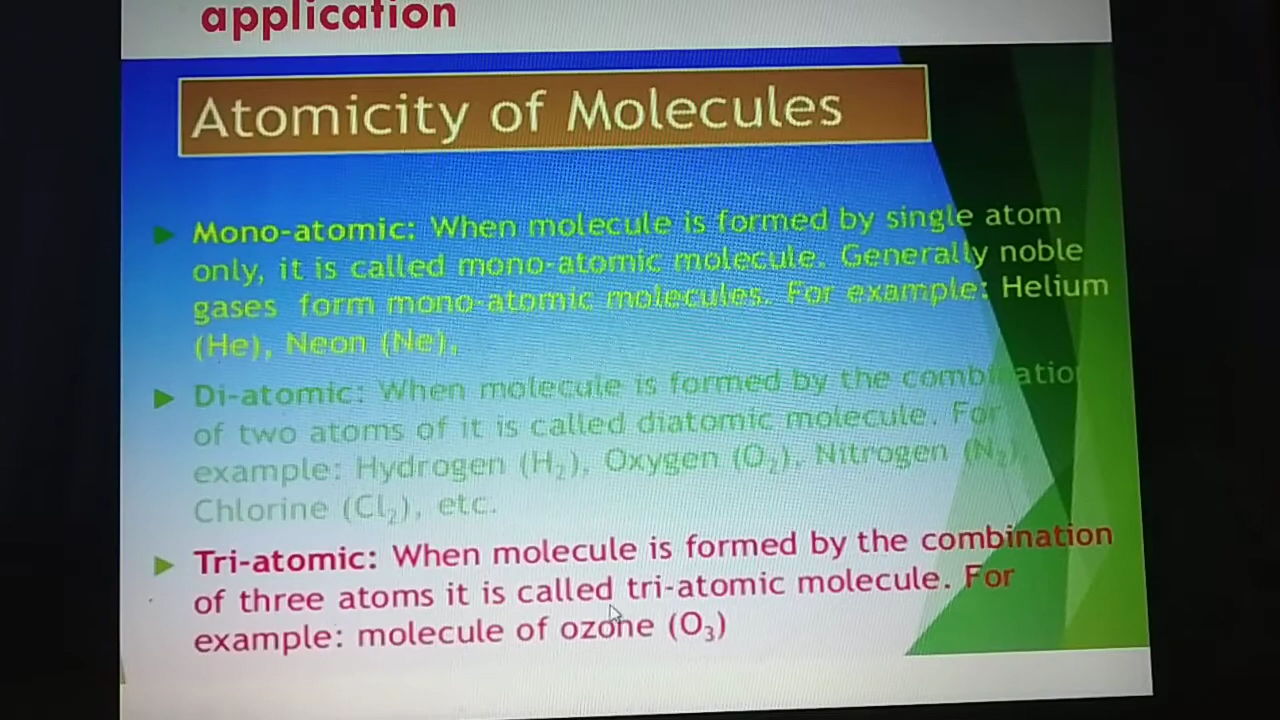 application
Atomicity of Molecules
Mono-atomic: When molecule is formed by single atom
only, it is called mono-atomic molecule. Generally noble
gases form mono-atomic molecules. For example: Helium
(He), Neon (Ne),
Di-atomic: When molecule is formed by the combinatio
of two atoms of it is called diatomic molecule. For
example: Hydrogen (H₂), Oxygen (O₂), Nitrogen (N₂),
Chlorine (Cl₂), etc.
Tri-atomic: When molecule is formed by the combination
of three atoms it is called tri-atomic molecule. For
example: molecule of ozone (O₃)